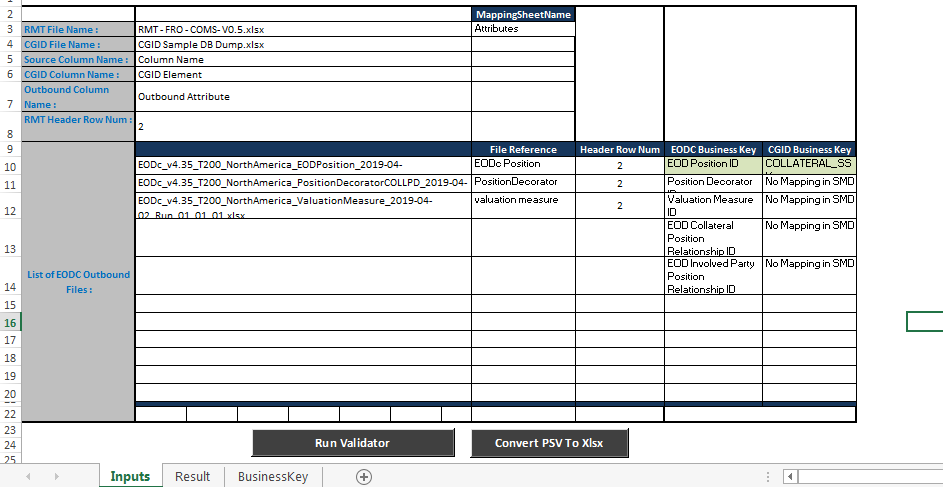 2 MappingSheetName
3 RMT File Name : RMT - FRO - COMS- V0.5.xlsx Attributes
4 CGID File Name : CGID Sample DB Dump.xlsx
5 Source Column Name : Column Name
6 CGID Column Name : CGID Element
Outbound Column
7 Name : Outbound Attribute
RMT Header Row Num :
8 2
9 File Reference Header Row Num EODC Business Key CGID Business Key
10 EODc_v4.35_T200_NorthAmerica_EODPosition_2019-04- EODc Position 2 EOD Position ID COLLATERAL_SS
11 EODc_v4.35_T200_NorthAmerica_PositionDecoratorCOLLPD_2019-04- PositionDecorator 2 Position Decorator No Mapping in SMD
EODc_v4.35_T200_NorthAmerica_ValuationMeasure_2019-04- valuation measure Valuation Measure No Mapping in SMD
12 02_Run_01_01_01.xlsx 2 ID
EOD Collateral No Mapping in SMD
Position
13 Relationship ID
EOD Involved Party No Mapping in SMD
List of EODC Outbound Position
14 Files : Relationship ID
15
16
17
18
19
20
22
23
24 Run Validator Convert PSV To Xlsx
25
Inputs Result BusinessKey